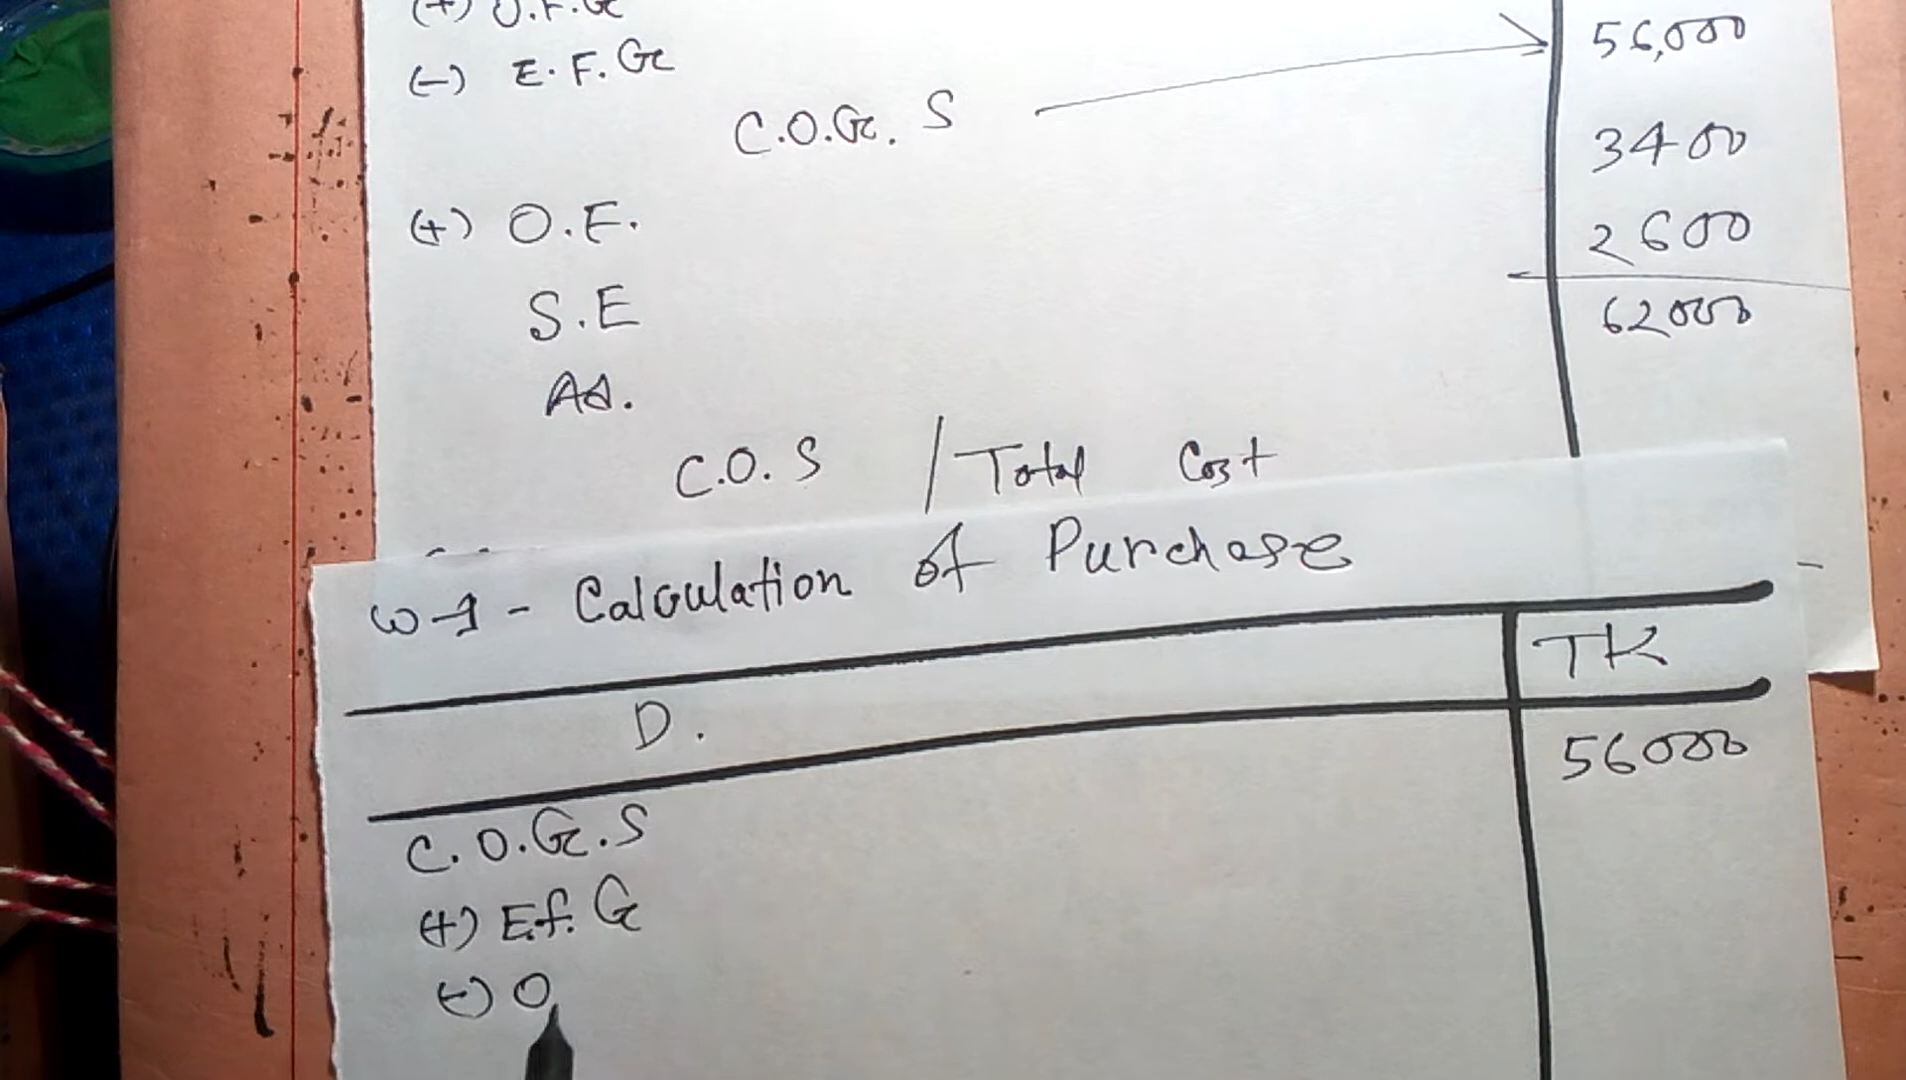 (+) O.F.G
(-) E.F.G
56,000
C.O.G.S
3400
(+) O.E.
2600
S.E
62000
Ad.
C.O.S / Total Cost
W-1 - Calculation of Purchase
D. TK
C.O.G.S 56000
(+) E.f.G
(-) O